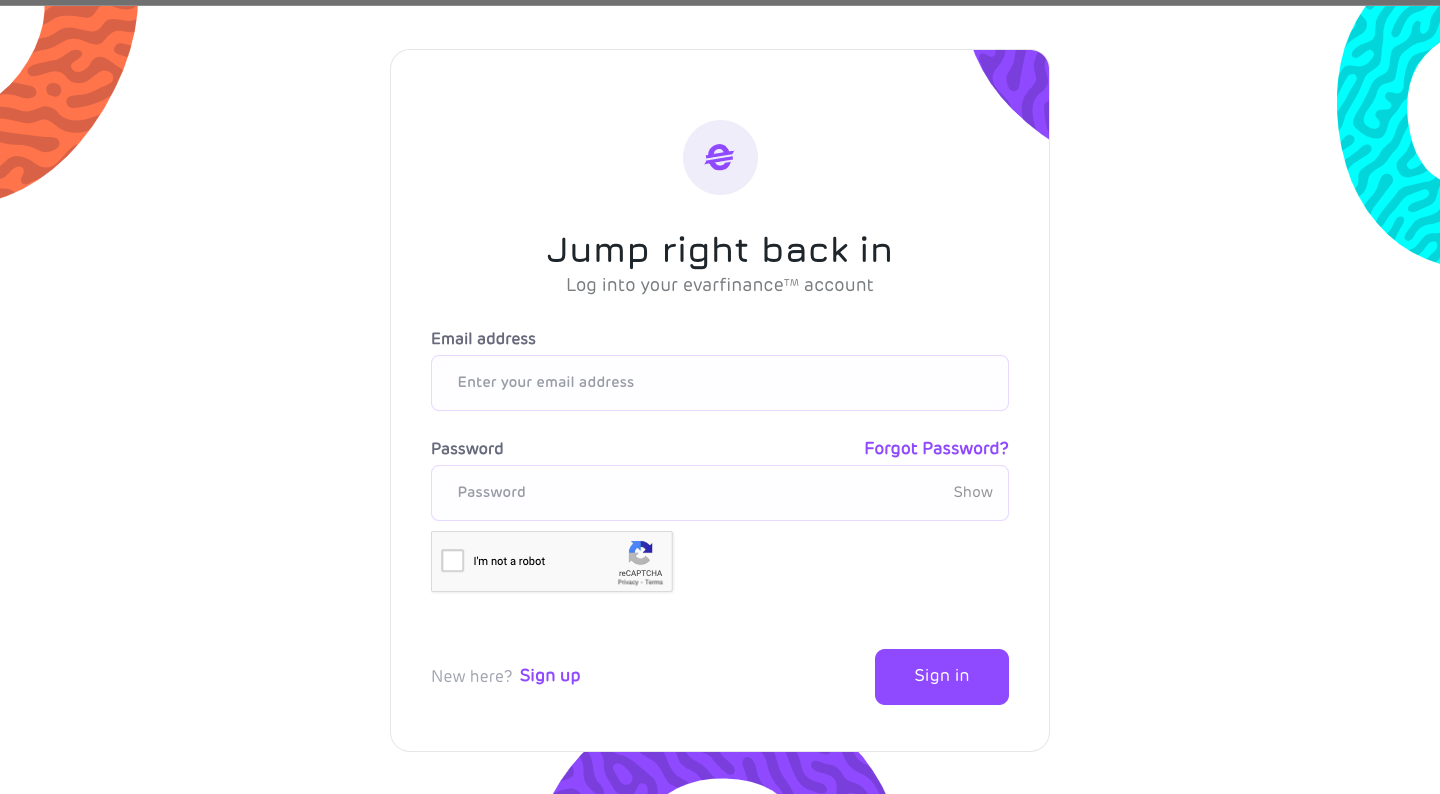 Jump right back in
Log into your evarfinance™ account
Email address
Enter your email address
Password
Forgot Password?
Password
Show
I'm not a robot
reCAPTCHA
Privacy - Terms
New here? Sign up
Sign in